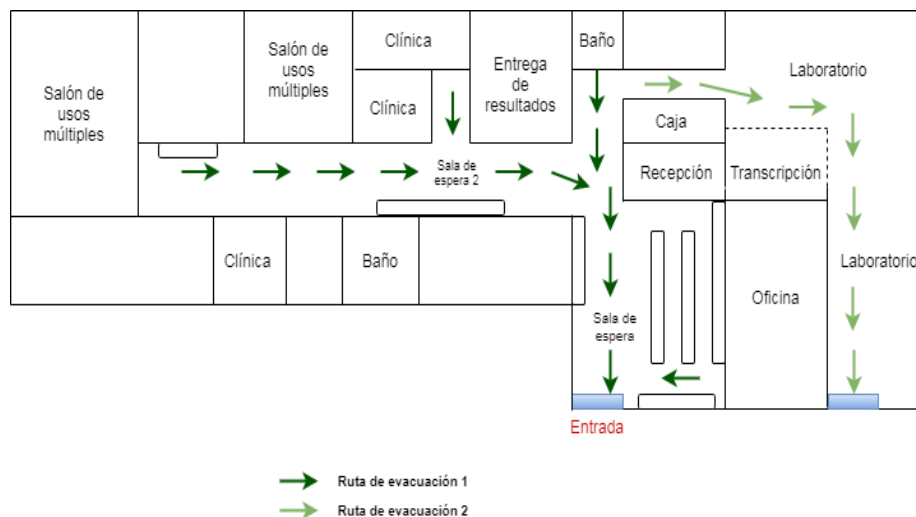 Salón de
usos
múltiples
Salón de
usos
múltiples
Clínica
Clínica
Entrega
de
resultados
Baño
Laboratorio
Caja
Recepción
Transcripción
Sala de
espera 2
Clínica
Baño
Sala de
espera
Oficina
Laboratorio
Entrada
Ruta de evacuación 1
Ruta de evacuación 2